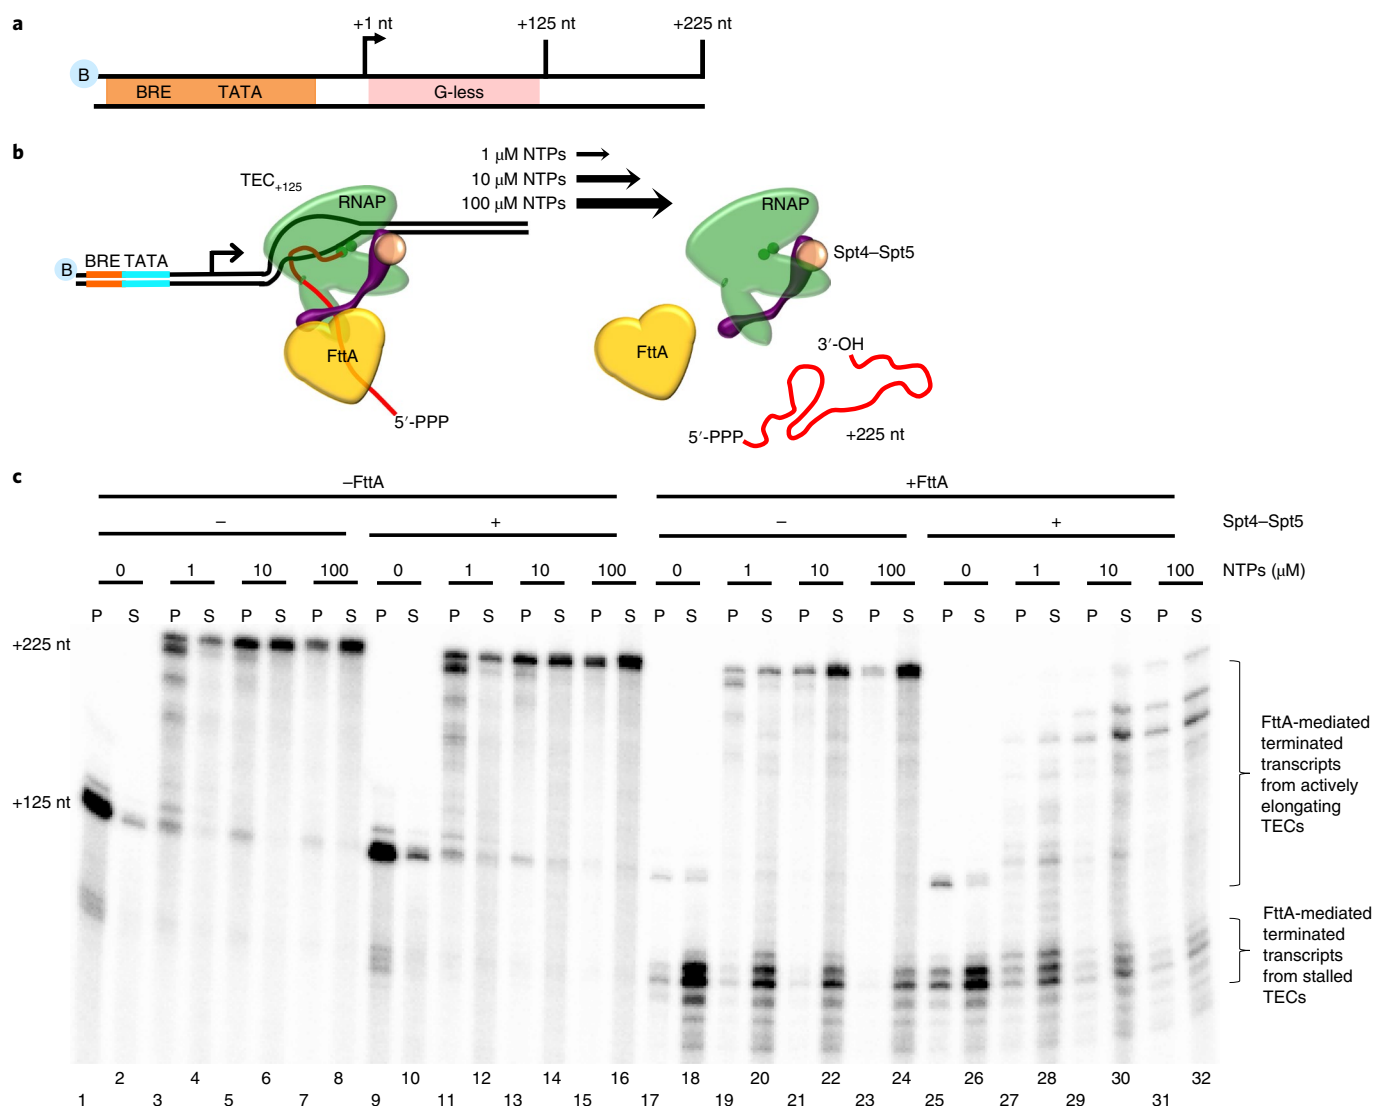 a
+1 nt +125 nt +225 nt
B
BRE TATA G-less
b
1 µM NTPs
10 µM NTPs
100 µM NTPs
TEC+125
RNAP
RNAP
B
BRE TATA
Spt4–Spt5
FttA
FttA
3′-OH
5′-PPP
5′-PPP
+225 nt
c
–FttA +FttA
– + – + Spt4–Spt5
0 1 10 100 0 1 10 100 0 1 10 100 0 1 10 100 NTPs (µM)
P S P S P S P S P S P S P S P S P S P S P S P S P S P S P S P S
+225 nt
+125 nt
FttA-mediated
terminated
transcripts
from actively
elongating
TECs
FttA-mediated
terminated
transcripts
from stalled
TECs
2 4 6 8 10 12 14 16 18 20 22 24 26 28 30 32
1 3 5 7 9 11 13 15 17 19 21 23 25 27 29 31